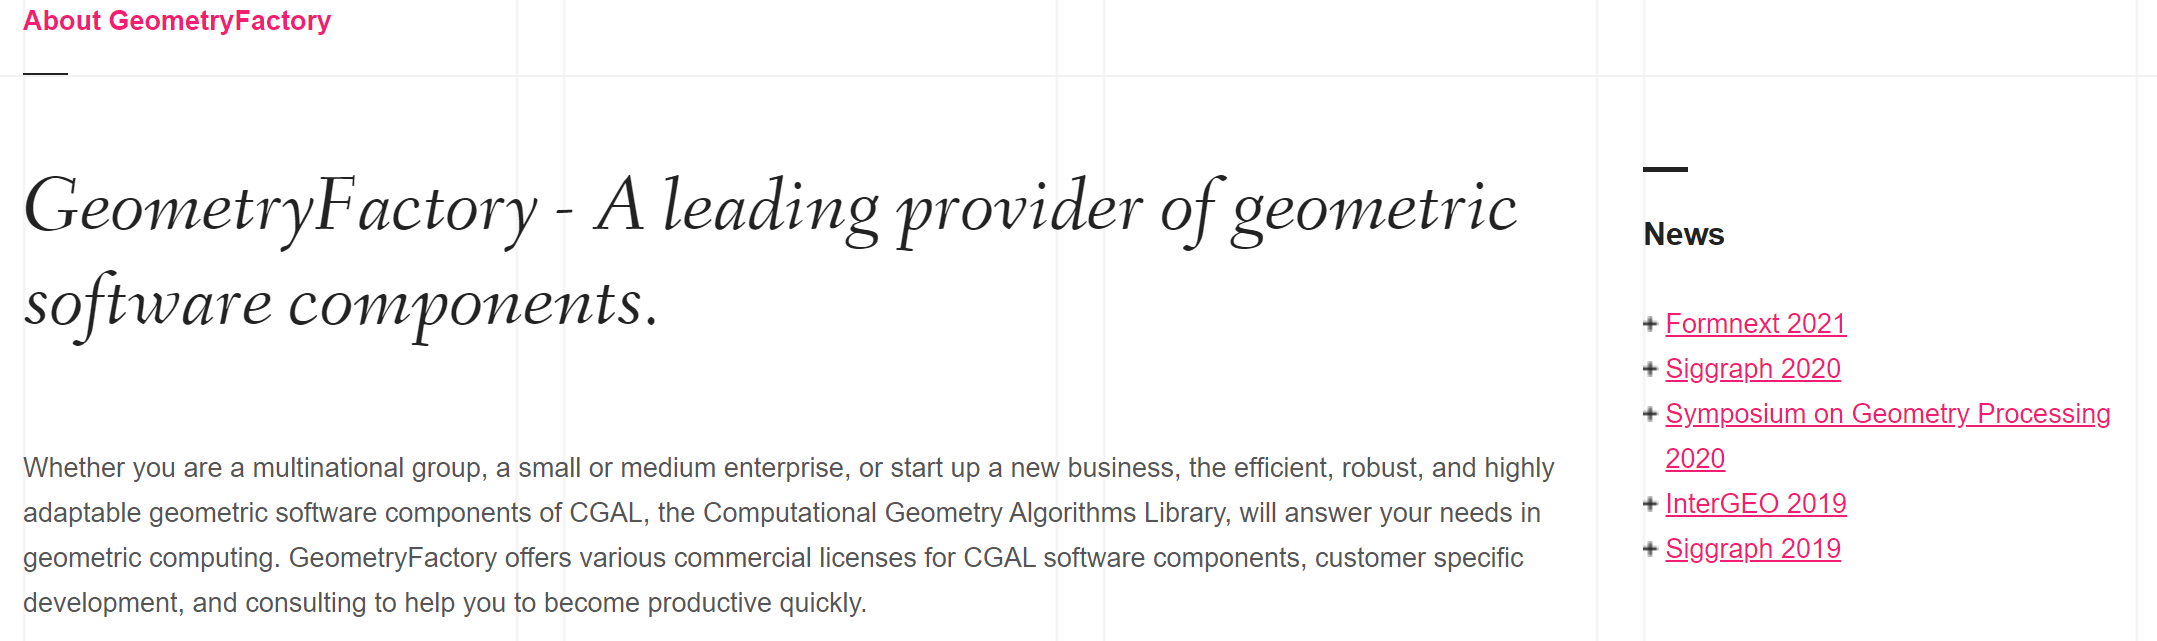 About GeometryFactory
GeometryFactory - A leading provider of geometric
software components.
Whether you are a multinational group, a small or medium enterprise, or start up a new business, the efficient, robust, and highly
adaptable geometric software components of CGAL, the Computational Geometry Algorithms Library, will answer your needs in
geometric computing. GeometryFactory offers various commercial licenses for CGAL software components, customer specific
development, and consulting to help you to become productive quickly.
News
Formnext 2021
Siggraph 2020
Symposium on Geometry Processing
2020
InterGEO 2019
Siggraph 2019